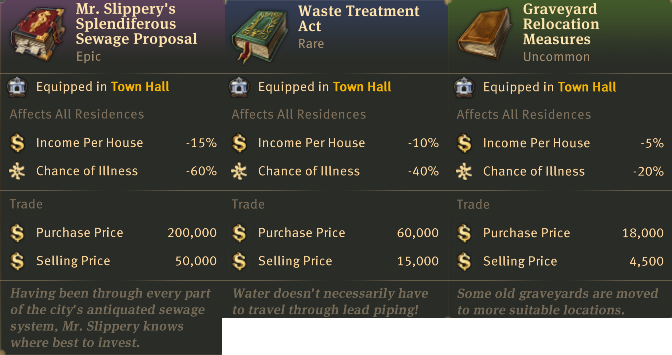 Mr. Slippery's
Splendiferous
Sewage Proposal
Epic
Equipped in Town Hall
Affects All Residences
Income Per House -15%
Chance of Illness -60%
Trade
Purchase Price 200,000
Selling Price 50,000
Having been through every part
of the city's antiquated sewage
system, Mr. Slippery knows
where best to invest.
Waste Treatment
Act
Rare
Equipped in Town Hall
Affects All Residences
Income Per House -10%
Chance of Illness -40%
Trade
Purchase Price 60,000
Selling Price 15,000
Water doesn't necessarily have
to travel through lead piping!
Graveyard
Relocation
Measures
Uncommon
Equipped in Town Hall
Affects All Residences
Income Per House -5%
Chance of Illness -20%
Trade
Purchase Price 18,000
Selling Price 4,500
Some old graveyards are moved
to more suitable locations.